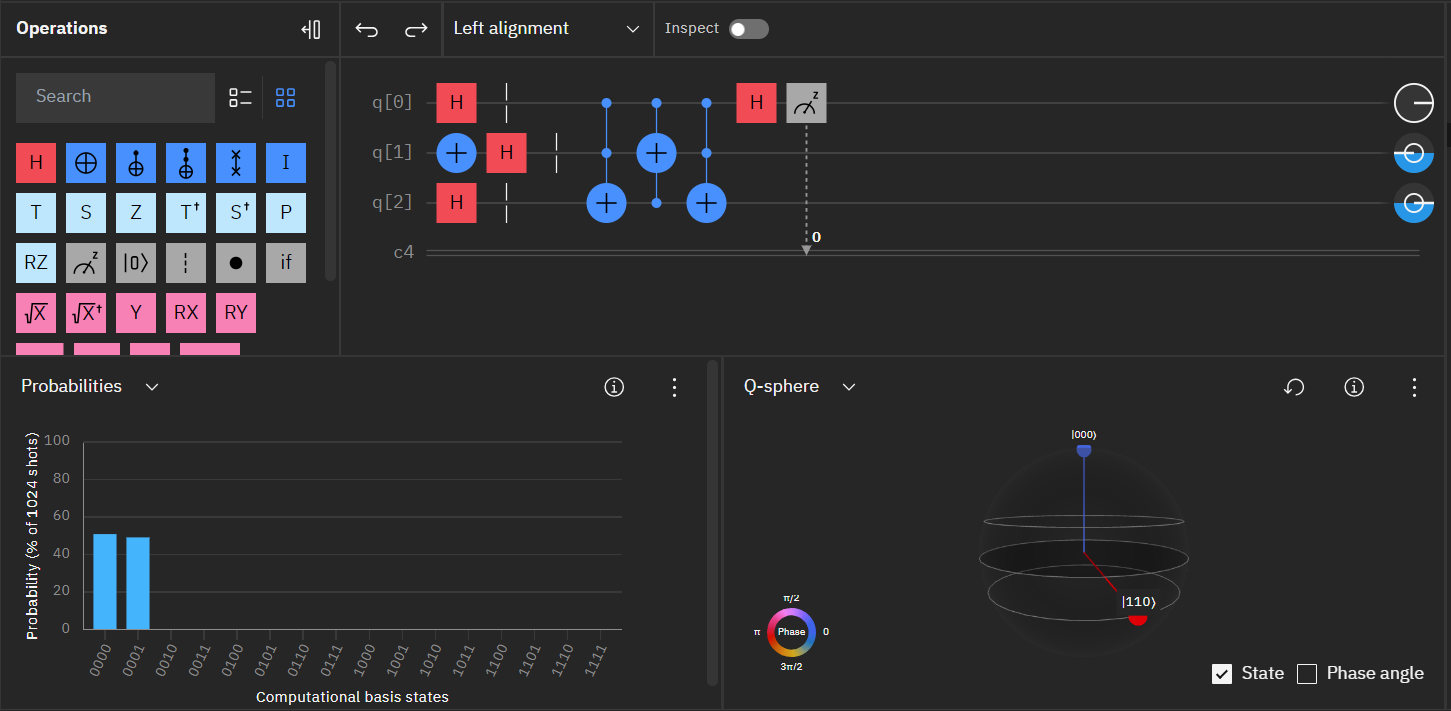 Operations
Left alignment
Inspect
Search
H
I
T S Z T† S† P
RZ z |0⟩ if
√X √X† Y RX RY
q[0] H H z
q[1] H
q[2] H
0
c4
Probabilities
Probability (% of 1024 shots)
100
80
60
40
20
0
0000 0001 0010 0011 0100 0101 0110 0111 1000 1001 1010 1011 1100 1101 1110 1111
Computational basis states
Q-sphere
|000⟩
|110⟩
π/2
π Phase 0
3π/2
State Phase angle